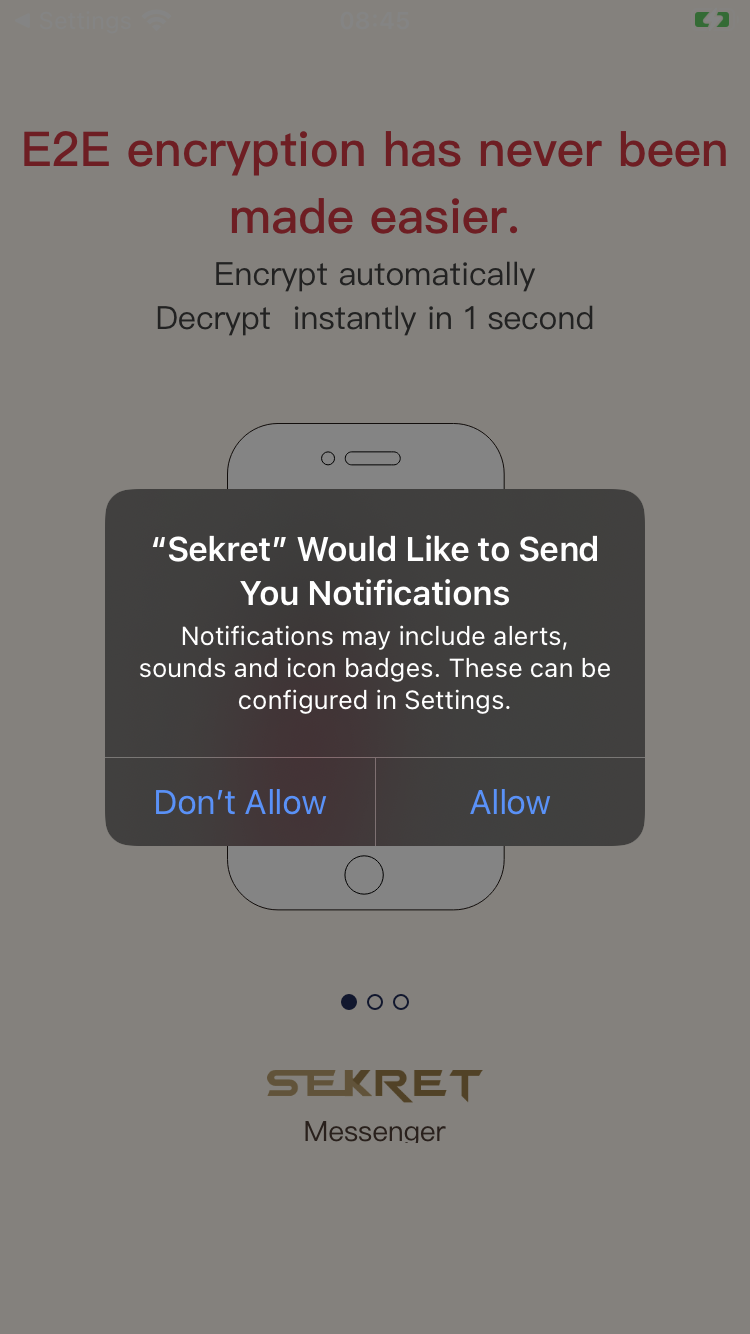 Settings
08:45
E2E encryption has never been
made easier.
Encrypt automatically
Decrypt instantly in 1 second
“Sekret” Would Like to Send
You Notifications
Notifications may include alerts,
sounds and icon badges. These can be
configured in Settings.
Don’t Allow
Allow
SEKRET
Messenger